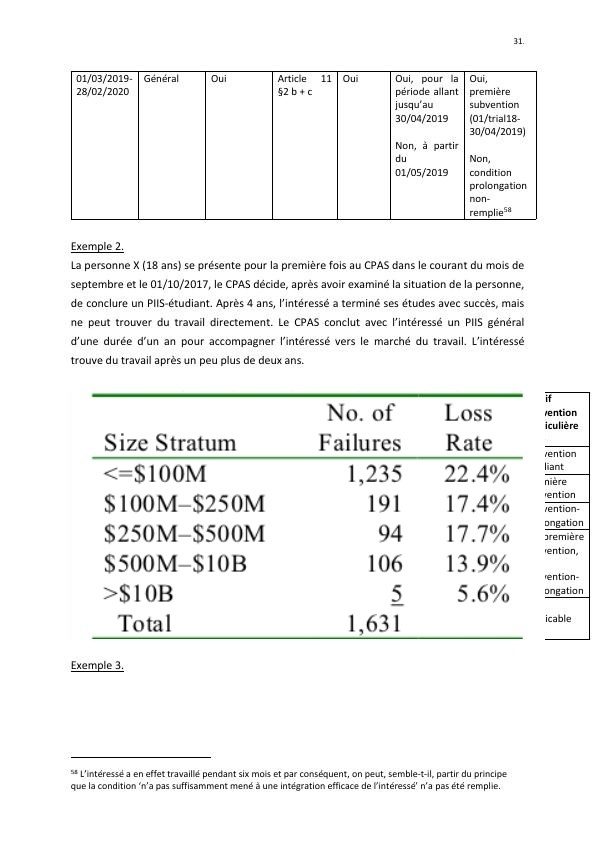 31.
01/03/2019- Général Oui Article 11 Oui Oui, pour la Oui,
28/02/2020 §2 b + c période allant première
jusqu'au subvention
30/04/2019 (01/trial18-
30/04/2019)
Non, à partir
du Non,
01/05/2019 condition
prolongation
non-
remplie58
Exemple 2.
La personne X (18 ans) se présente pour la première fois au CPAS dans le courant du mois de
septembre et le 01/10/2017, le CPAS décide, après avoir examiné la situation de la personne,
de conclure un PIIS-étudiant. Après 4 ans, l'intéressé a terminé ses études avec succès, mais
ne peut trouver du travail directement. Le CPAS conclut avec l'intéressé un PIIS général
d'une durée d'un an pour accompagner l'intéressé vers le marché du travail. L'intéressé
trouve du travail après un peu plus de deux ans.
No. of Loss
Size Stratum Failures Rate
<=$100M 1,235 22.4%
$100M–$250M 191 17.4%
$250M–$500M 94 17.7%
$500M–$10B 106 13.9%
>$10B 5 5.6%
Total 1,631
if
vention
iculière
vention
liant
nière
vention
vention-
ongation
première
vention,
vention-
ongation
icable
Exemple 3.
58 L'intéressé a en effet travaillé pendant six mois et par conséquent, on peut, semble-t-il, partir du principe
que la condition 'n'a pas suffisamment mené à une intégration efficace de l'intéressé' n'a pas été remplie.